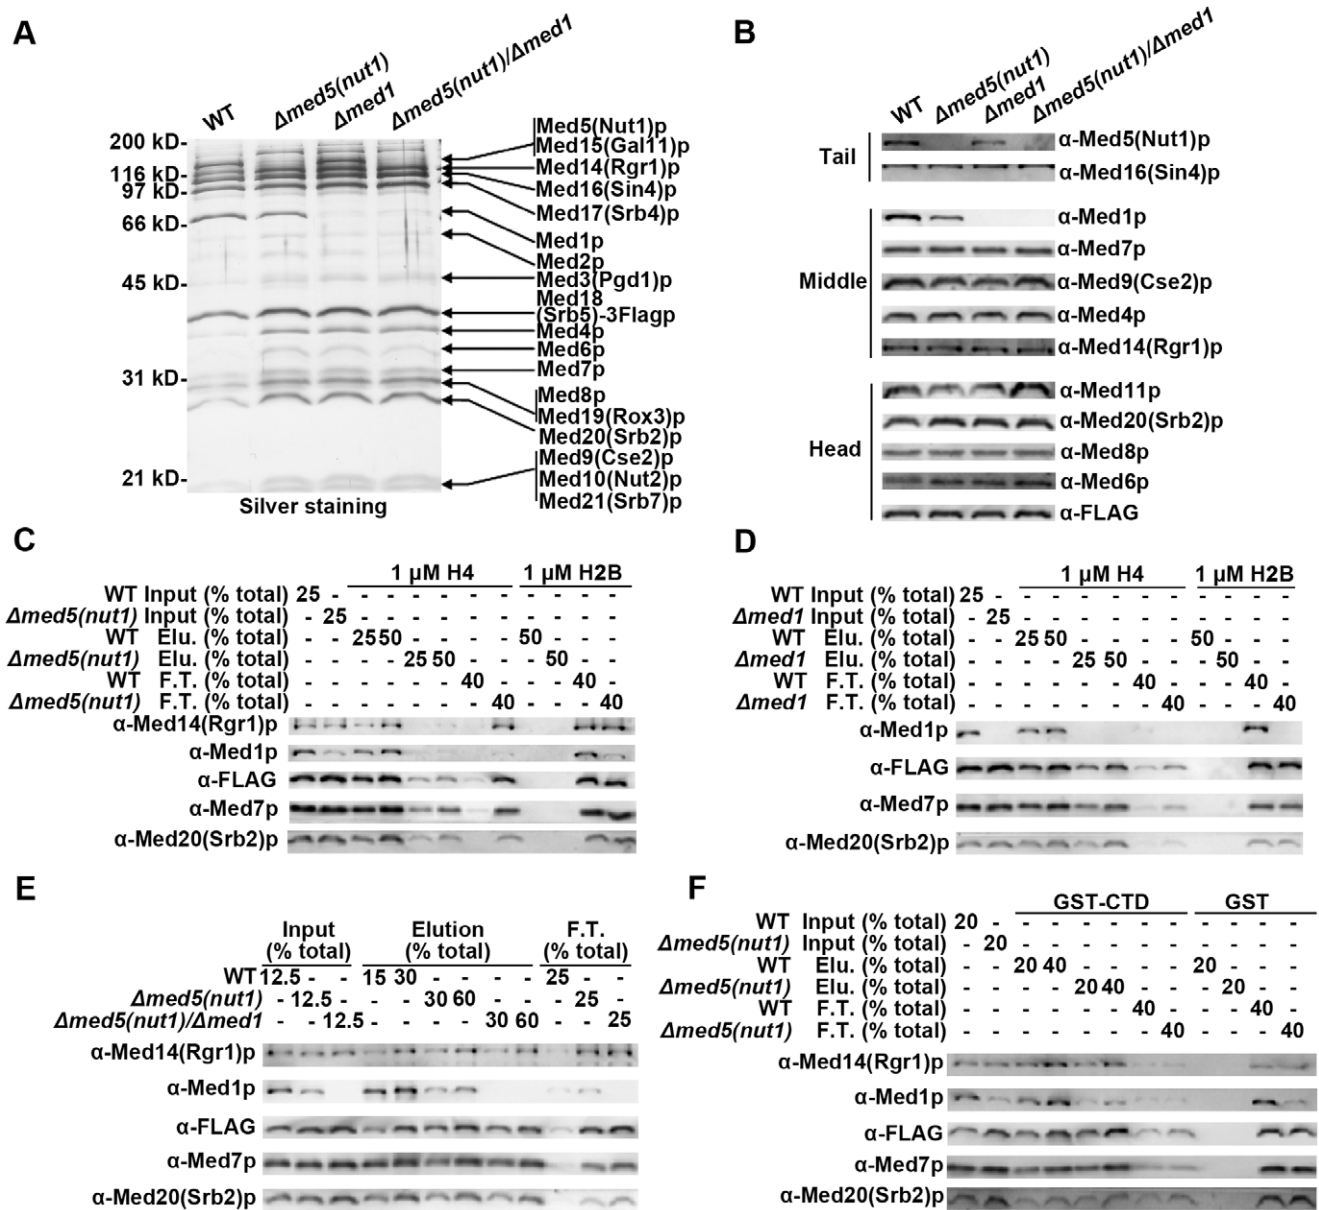 A
WT
Δmed5(nut1)
Δmed1
Δmed5(nut1)/Δmed1
200 kD
116 kD
97 kD
66 kD
45 kD
31 kD
21 kD
Med5(Nut1)p
Med15(Gal11)p
Med14(Rgr1)p
Med16(Sin4)p
Med17(Srb4)p
Med1p
Med2p
Med3(Pgd1)p
Med18
(Srb5)-3Flagp
Med4p
Med6p
Med7p
Med8p
Med19(Rox3)p
Med20(Srb2)p
Med9(Cse2)p
Med10(Nut2)p
Med21(Srb7)p
Silver staining
B
WT
Δmed5(nut1)
Δmed1
Δmed5(nut1)/Δmed1
Tail
α-Med5(Nut1)p
α-Med16(Sin4)p
Middle
α-Med1p
α-Med7p
α-Med9(Cse2)p
α-Med4p
α-Med14(Rgr1)p
Head
α-Med11p
α-Med20(Srb2)p
α-Med8p
α-Med6p
α-FLAG
C
1 μM H4 1 μM H2B
WT Input (% total) 25 - - - - - - - - - - -
Δmed5(nut1) Input (% total) - 25 - - - - - - - - - -
WT Elu. (% total) - - 25 50 - - - - 50 - - -
Δmed5(nut1) Elu. (% total) - - - - 25 50 - - - 50 - -
WT F.T. (% total) - - - - - - 40 - - - 40 -
Δmed5(nut1) F.T. (% total) - - - - - - - 40 - - - 40
α-Med14(Rgr1)p
α-Med1p
α-FLAG
α-Med7p
α-Med20(Srb2)p
D
1 μM H4 1 μM H2B
WT Input (% total) 25 - - - - - - - - - - -
Δmed1 Input (% total) - 25 - - - - - - - - - -
WT Elu. (% total) - - 25 50 - - - - 50 - - -
Δmed1 Elu. (% total) - - - - 25 50 - - - 50 - -
WT F.T. (% total) - - - - - - 40 - - - 40 -
Δmed1 F.T. (% total) - - - - - - - 40 - - - 40
α-Med1p
α-FLAG
α-Med7p
α-Med20(Srb2)p
E
Input (% total) Elution (% total) F.T. (% total)
WT 12.5 - - 15 30 - - - - 25 - -
Δmed5(nut1) - 12.5 - - - 30 60 - - - 25 -
Δmed5(nut1)/Δmed1 - - 12.5 - - - - 30 60 - - 25
α-Med14(Rgr1)p
α-Med1p
α-FLAG
α-Med7p
α-Med20(Srb2)p
F
GST-CTD GST
WT Input (% total) 20 - - - - - - - - - - -
Δmed5(nut1) Input (% total) - 20 - - - - - - - - - -
WT Elu. (% total) - - 20 40 - - - - 20 - - -
Δmed5(nut1) Elu. (% total) - - - - 20 40 - - - 20 - -
WT F.T. (% total) - - - - - - 40 - - - 40 -
Δmed5(nut1) F.T. (% total) - - - - - - - 40 - - - 40
α-Med14(Rgr1)p
α-Med1p
α-FLAG
α-Med7p
α-Med20(Srb2)p